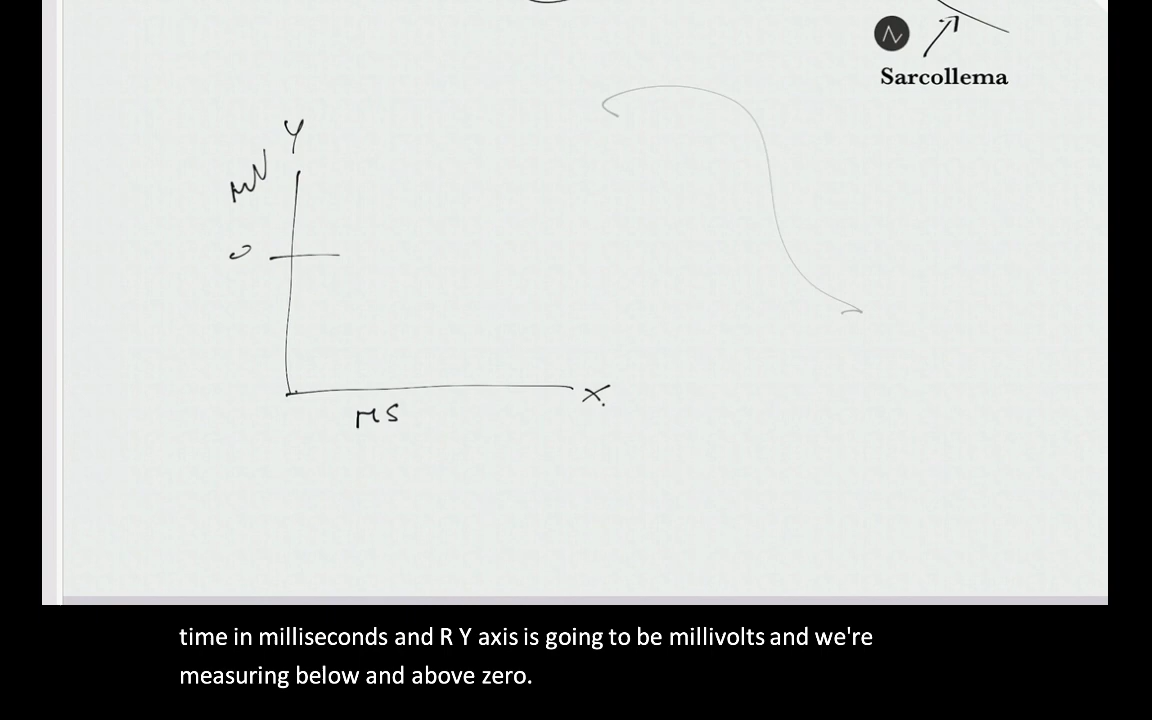 Sarcollema
Y
MV
0
X
MS
time in milliseconds and R Y axis is going to be millivolts and we're
measuring below and above zero.